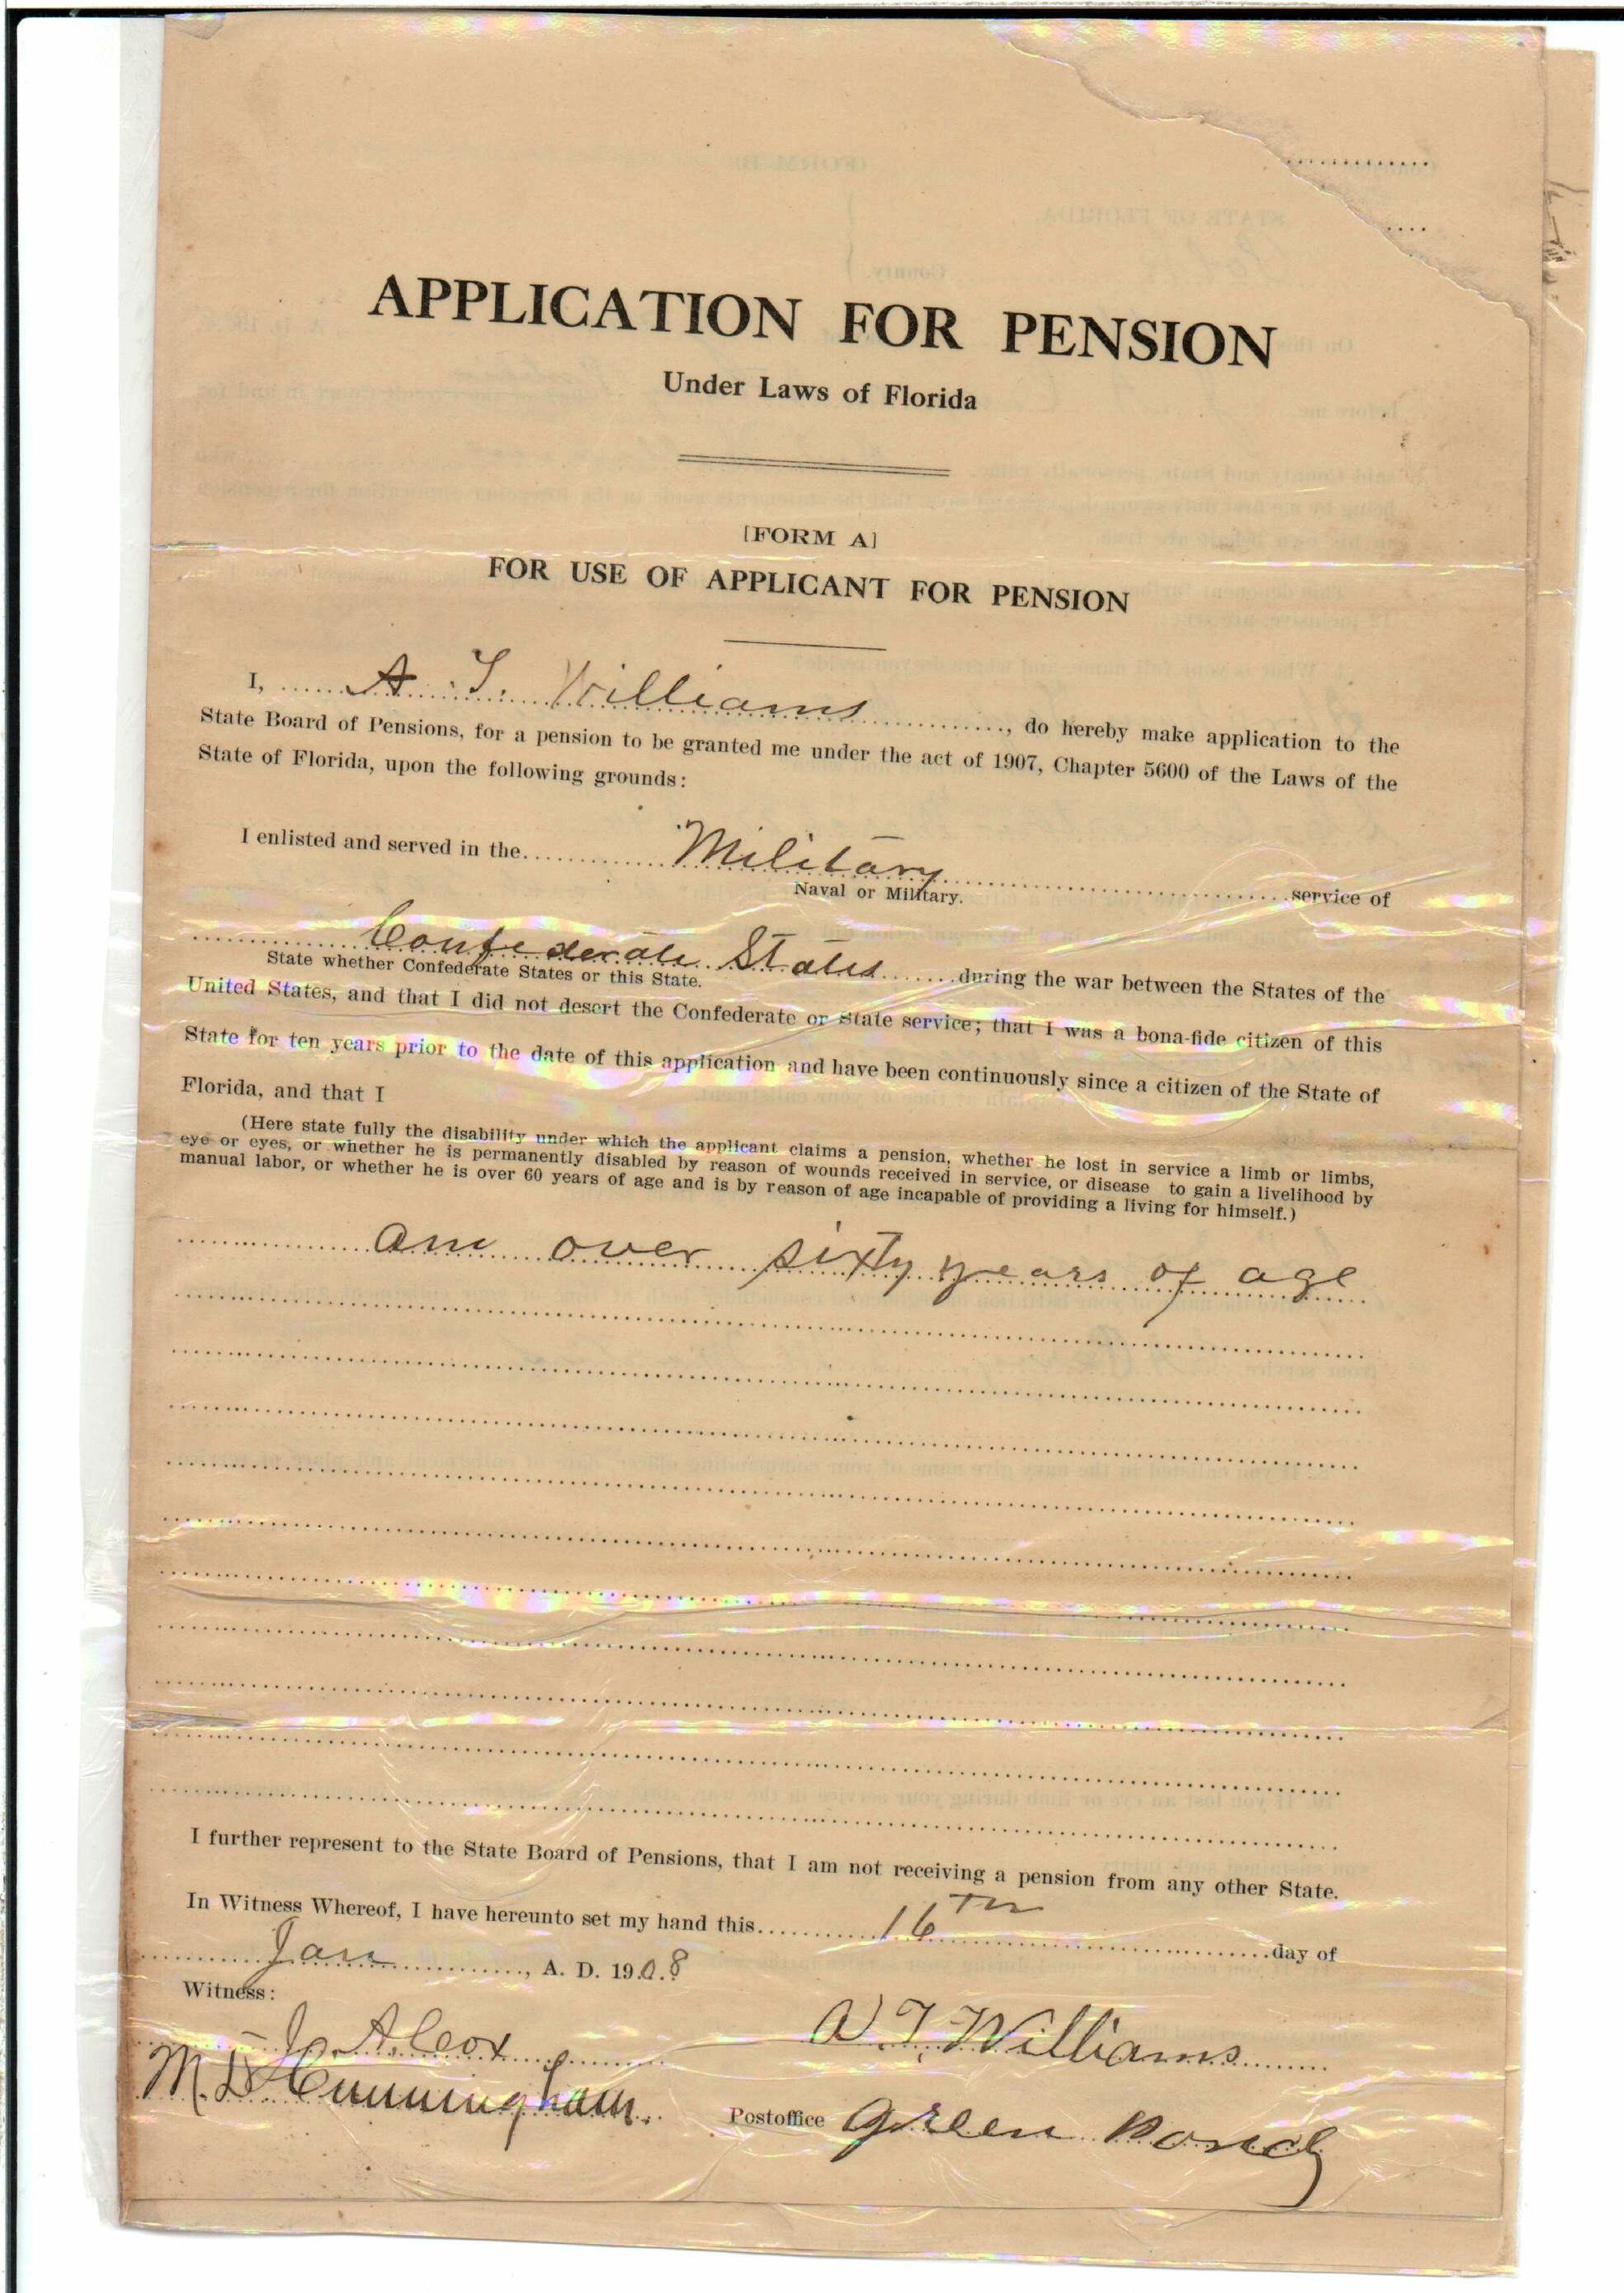 APPLICATION FOR PENSION
Under Laws of Florida
[FORM A]
FOR USE OF APPLICANT FOR PENSION
I, A. T. Williams, do hereby make application to the
State Board of Pensions, for a pension to be granted me under the act of 1907, Chapter 5600 of the Laws of the
State of Florida, upon the following grounds:
I enlisted and served in the Military service of
Naval or Military.
Confederate States during the war between the States of the
State whether Confederate States or this State.
United States, and that I did not desert the Confederate or State service; that I was a bona-fide citizen of this
State for ten years prior to the date of this application and have been continuously since a citizen of the State of
Florida, and that I
(Here state fully the disability under which the applicant claims a pension, whether he lost in service a limb or limbs,
eye or eyes, or whether he is permanently disabled by reason of wounds received in service, or disease to gain a livelihood by
manual labor, or whether he is over 60 years of age and is by reason of age incapable of providing a living for himself.)
am over sixty years of age
I further represent to the State Board of Pensions, that I am not receiving a pension from any other State.
In Witness Whereof, I have hereunto set my hand this 16th day of
Jan, A. D. 1908
Witness:
J. A. Cox
A T. Williams
M. D. Cunningham.
Postoffice Green Pond